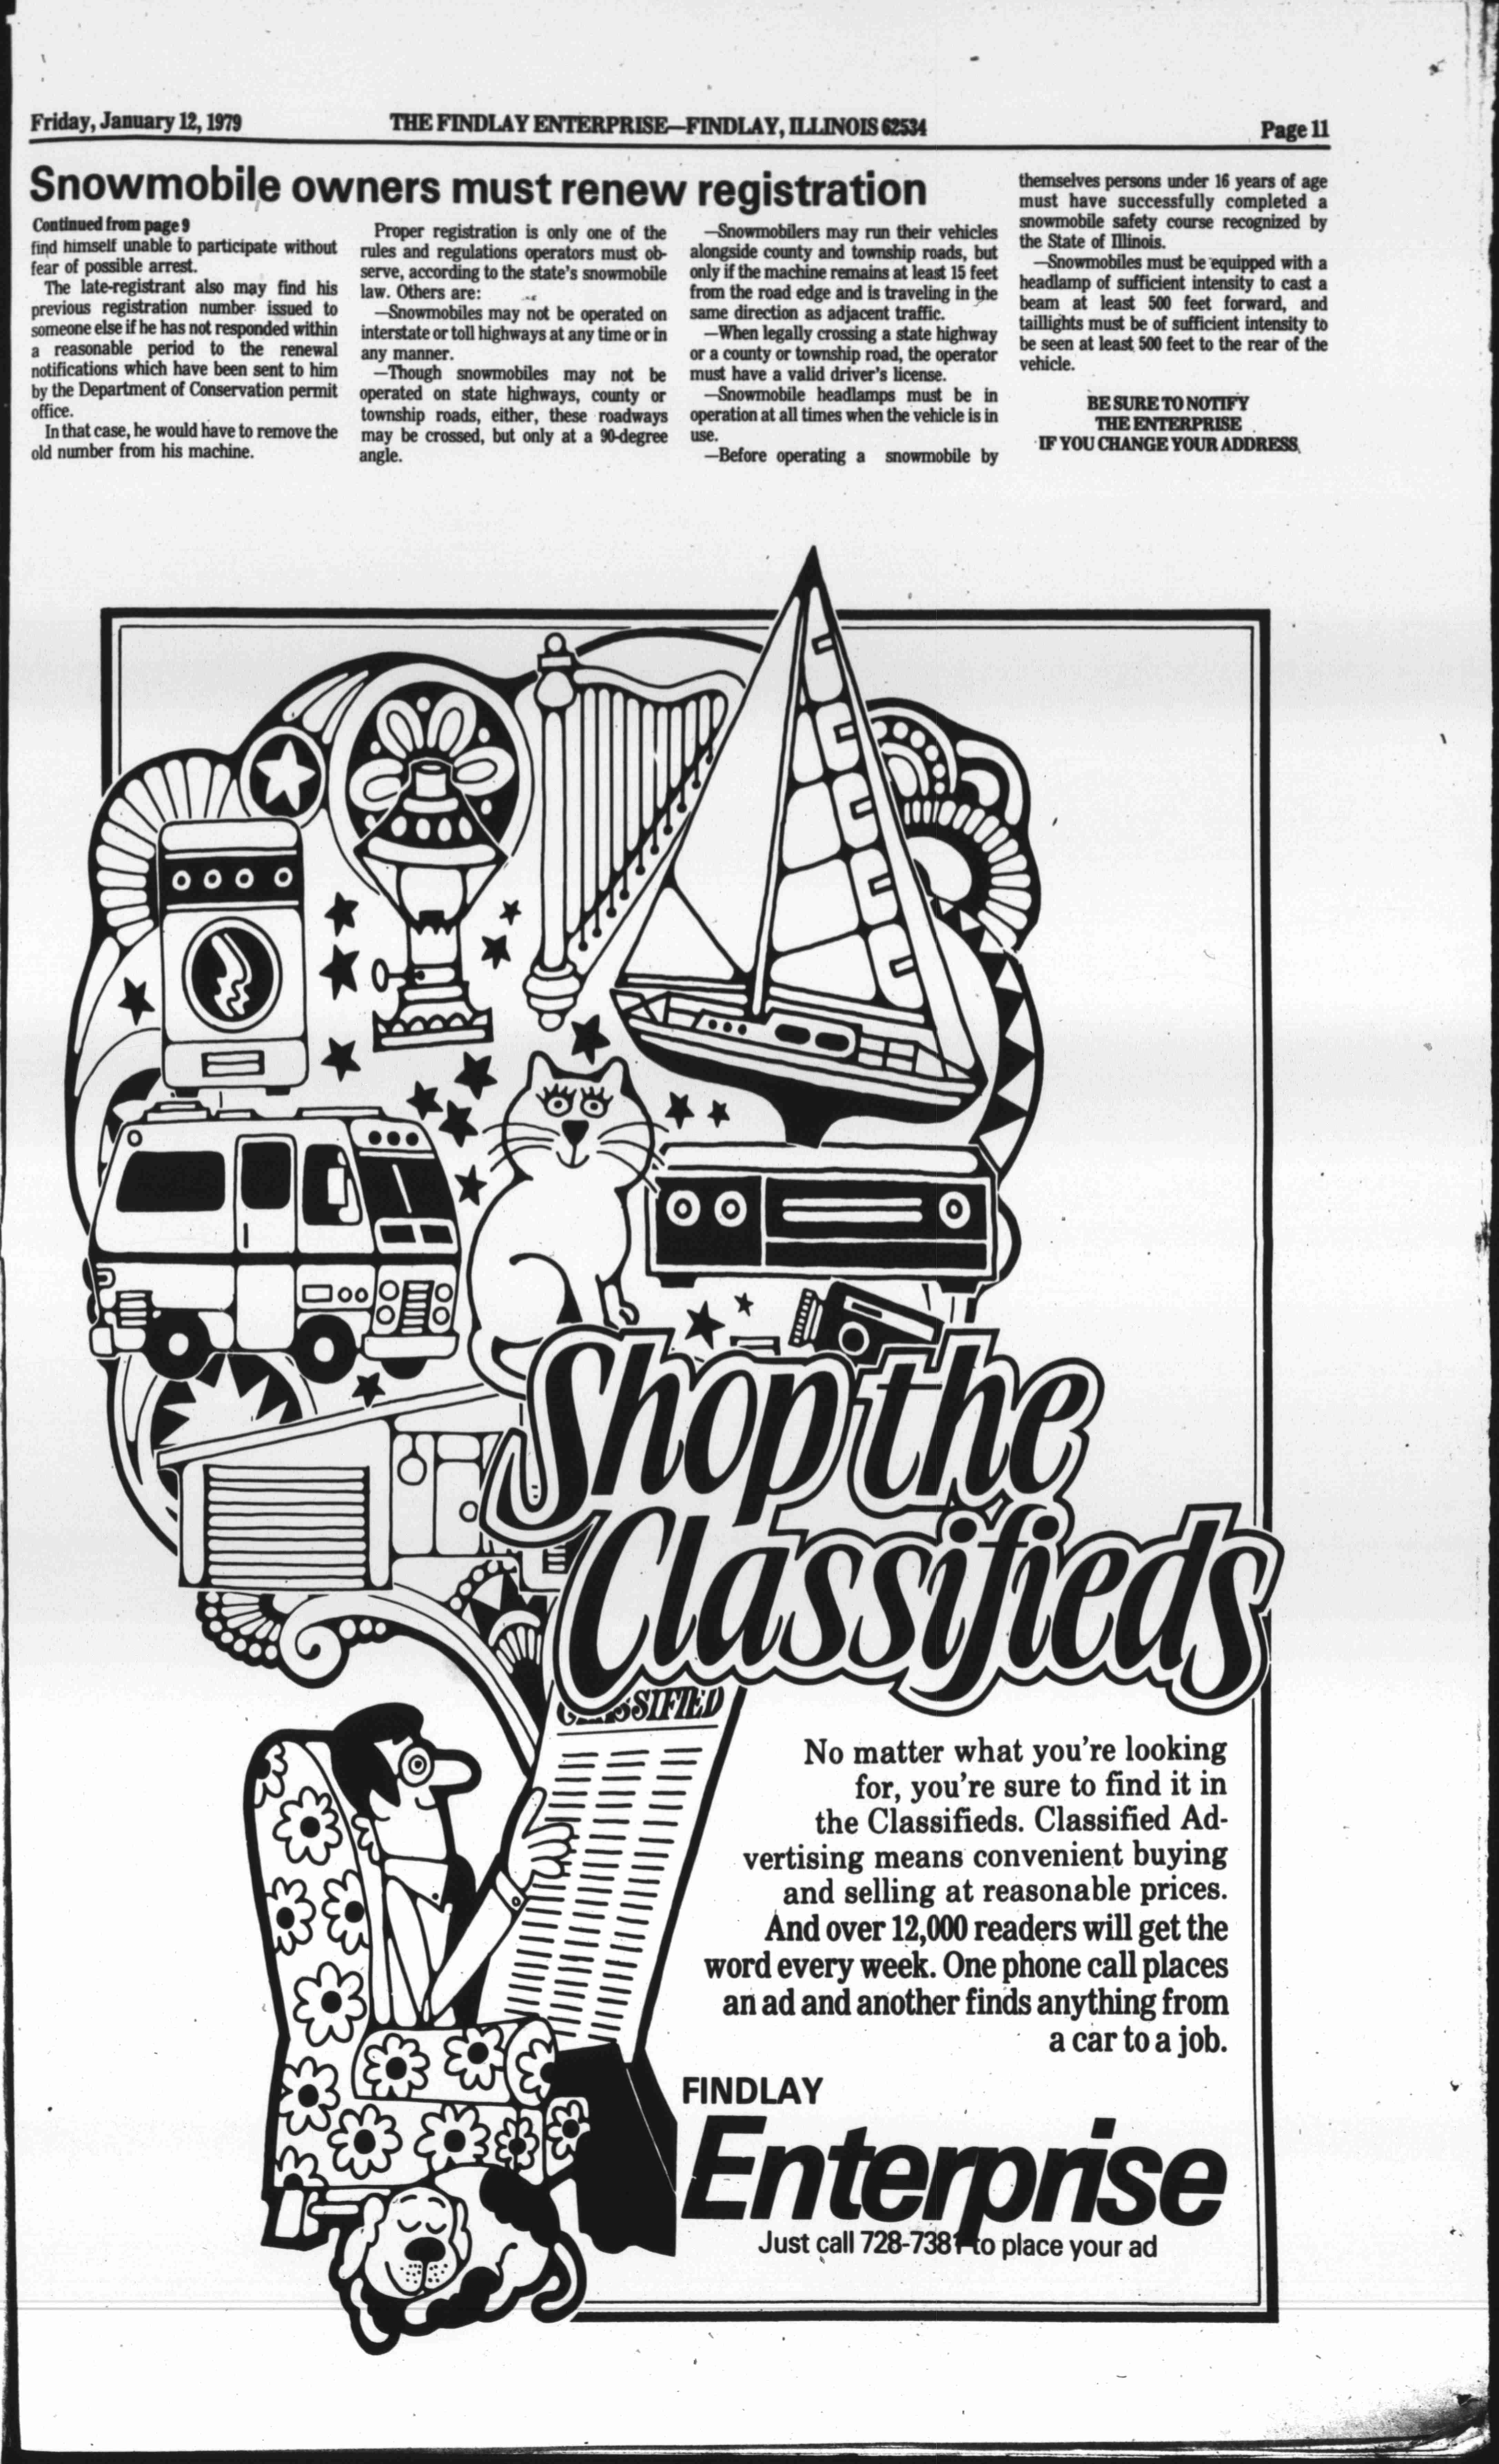 Friday, January 12, 1979
THE FINDLAY ENTERPRISE—FINDLAY, ILLINOIS 62534
Page 11
Snowmobile owners must renew registration
Continued from page 9
find himself unable to participate without
fear of possible arrest.
The late-registrant also may find his
previous registration number issued to
someone else if he has not responded within
a reasonable period to the renewal
notifications which have been sent to him
by the Department of Conservation permit
office.
In that case, he would have to remove the
old number from his machine.
Proper registration is only one of the
rules and regulations operators must ob-
serve, according to the state's snowmobile
law. Others are:
—Snowmobiles may not be operated on
interstate or toll highways at any time or in
any manner.
—Though snowmobiles may not be
operated on state highways, county or
township roads, either, these roadways
may be crossed, but only at a 90-degree
angle.
—Snowmobilers may run their vehicles
alongside county and township roads, but
only if the machine remains at least 15 feet
from the road edge and is traveling in the
same direction as adjacent traffic.
—When legally crossing a state highway
or a county or township road, the operator
must have a valid driver's license.
—Snowmobile headlamps must be in
operation at all times when the vehicle is in
use.
—Before operating a snowmobile by
themselves persons under 16 years of age
must have successfully completed a
snowmobile safety course recognized by
the State of Illinois.
—Snowmobiles must be equipped with a
headlamp of sufficient intensity to cast a
beam at least 500 feet forward, and
taillights must be of sufficient intensity to
be seen at least 500 feet to the rear of the
vehicle.
BE SURE TO NOTIFY
THE ENTERPRISE
IF YOU CHANGE YOUR ADDRESS
Shop the
Classifieds
CLASSIFIED
No matter what you're looking
for, you're sure to find it in
the Classifieds. Classified Ad-
vertising means convenient buying
and selling at reasonable prices.
And over 12,000 readers will get the
word every week. One phone call places
an ad and another finds anything from
a car to a job.
FINDLAY
Enterprise
Just call 728-7381 to place your ad